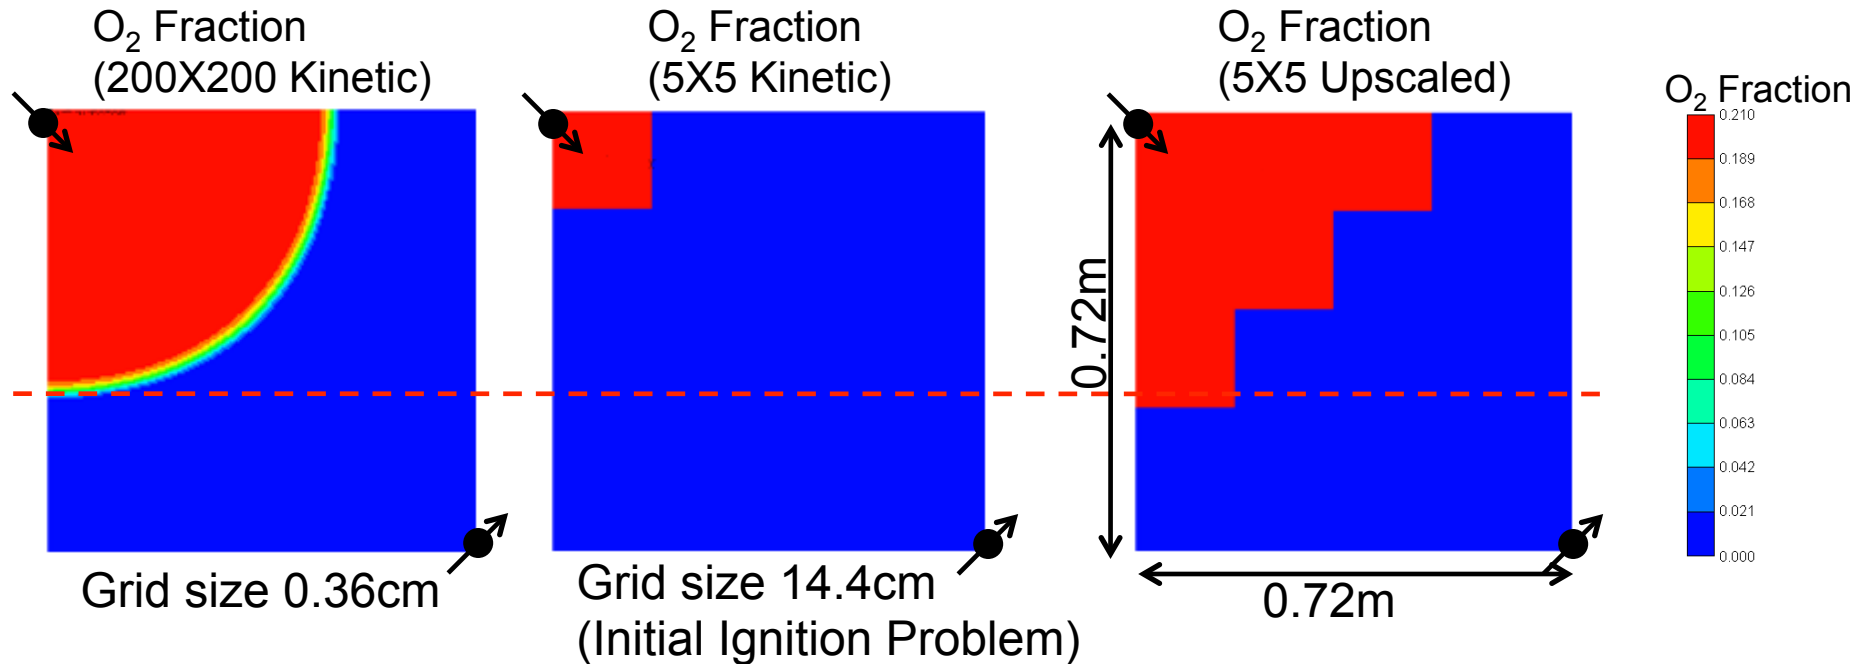 O₂ Fraction
(200X200 Kinetic)
O₂ Fraction
(5X5 Kinetic)
O₂ Fraction
(5X5 Upscaled)
O₂ Fraction
0.210
0.189
0.168
0.147
0.126
0.105
0.084
0.063
0.042
0.021
0.000
0.72m
0.72m
Grid size 0.36cm
Grid size 14.4cm
(Initial Ignition Problem)